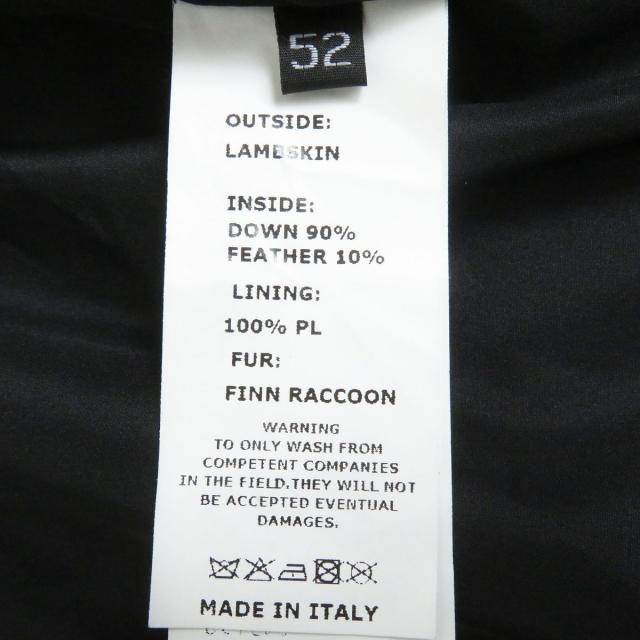 52
OUTSIDE:
LAMBSKIN
INSIDE:
DOWN 90%
FEATHER 10%
LINING:
100% PL
FUR:
FINN RACCOON
WARNING
TO ONLY WASH FROM
COMPETENT COMPANIES
IN THE FIELD.THEY WILL NOT
BE ACCEPTED EVENTUAL
DAMAGES.
MADE IN ITALY